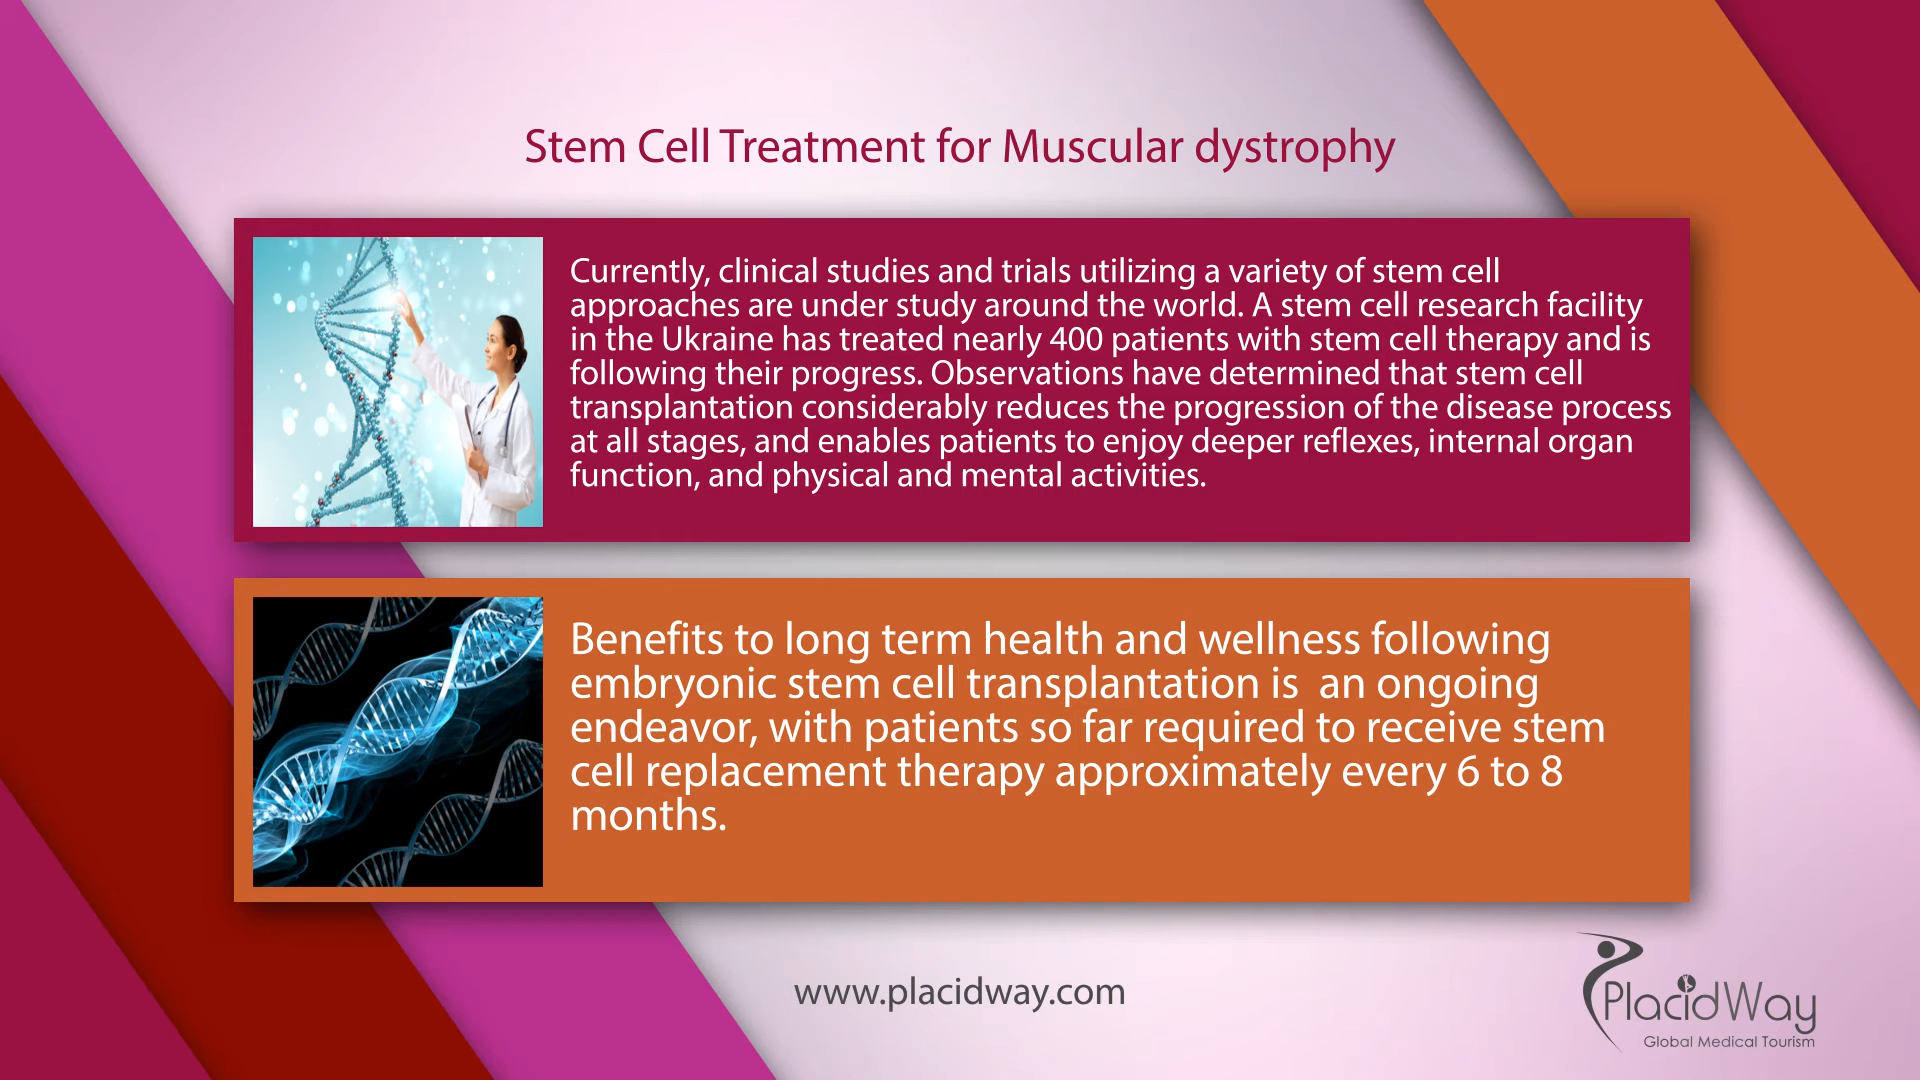 Stem Cell Treatment for Muscular dystrophy
Currently, clinical studies and trials utilizing a variety of stem cell
approaches are under study around the world. A stem cell research facility
in the Ukraine has treated nearly 400 patients with stem cell therapy and is
following their progress. Observations have determined that stem cell
transplantation considerably reduces the progression of the disease process
at all stages, and enables patients to enjoy deeper reflexes, internal organ
function, and physical and mental activities.
Benefits to long term health and wellness following
embryonic stem cell transplantation is  an ongoing
endeavor, with patients so far required to receive stem
cell replacement therapy approximately every 6 to 8
months.
www.placidway.com
PlacidWay
Global Medical Tourism